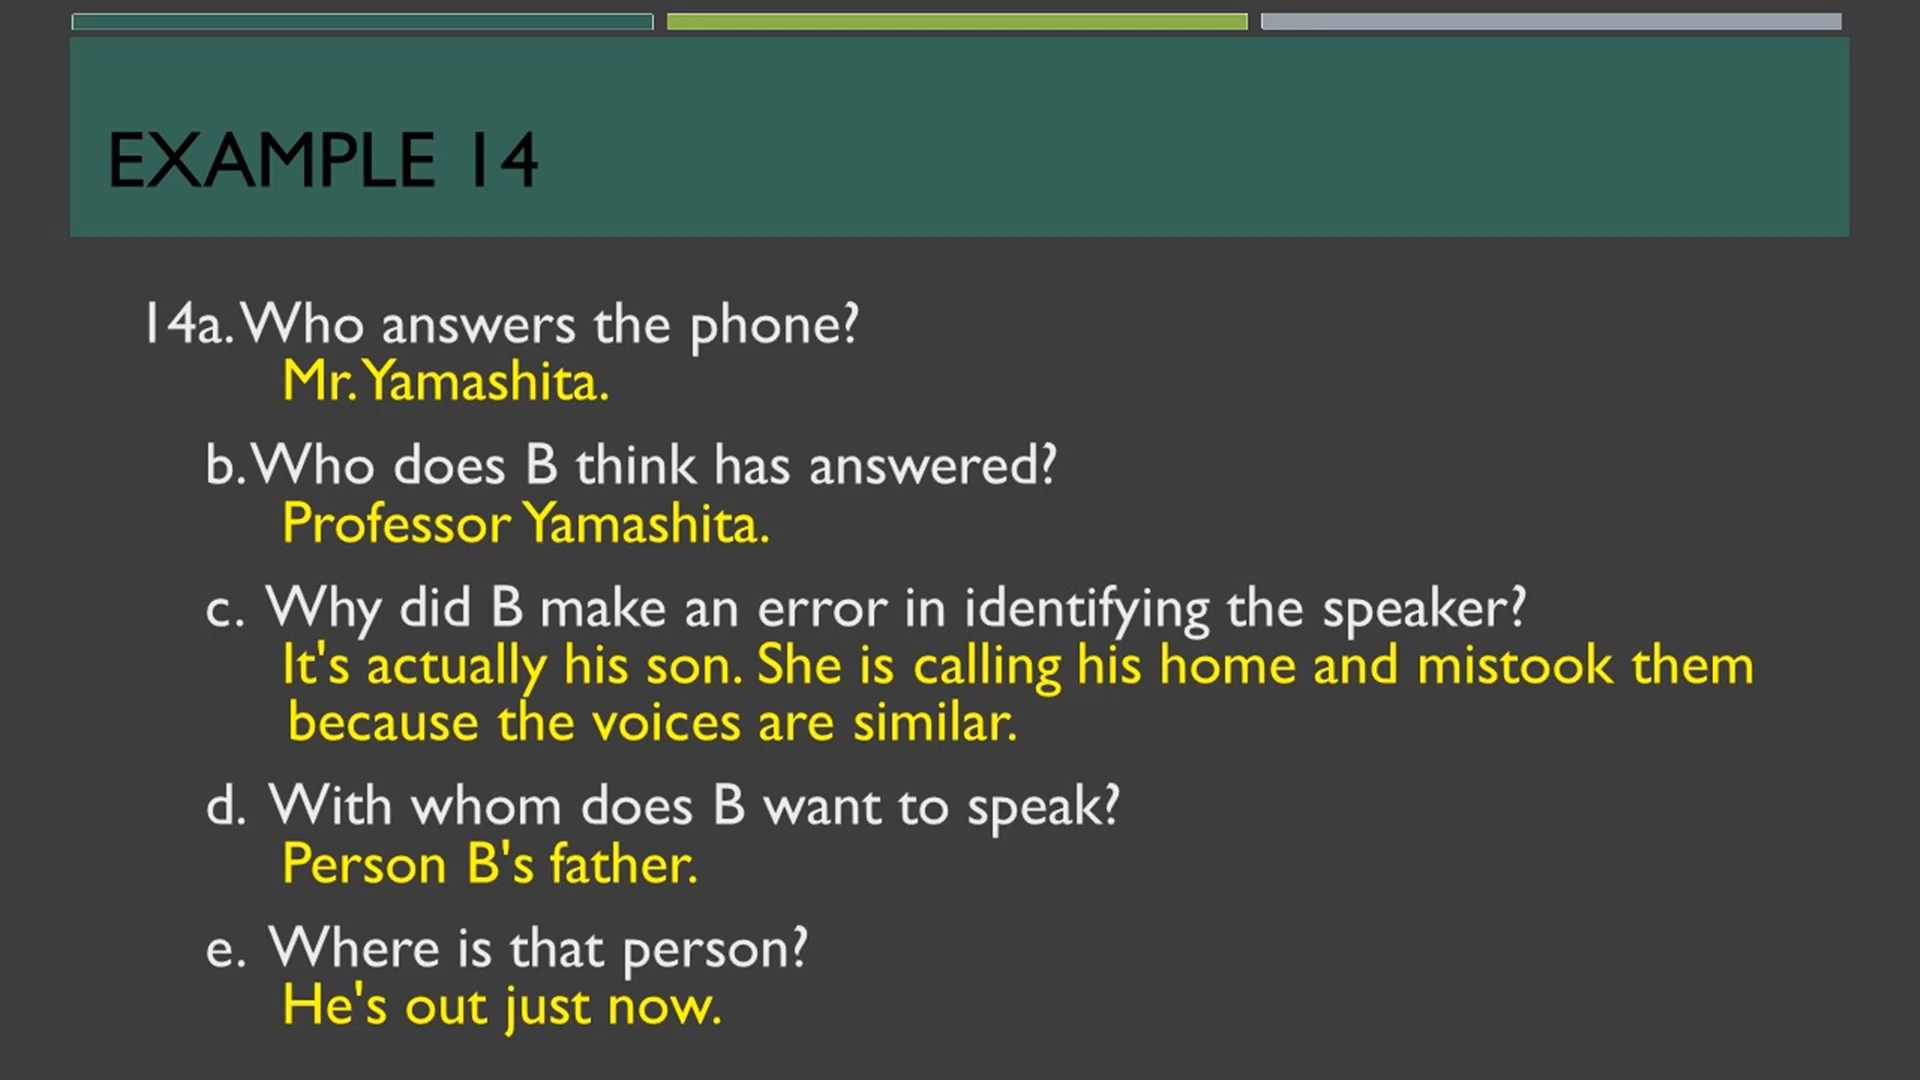 EXAMPLE 14
14a. Who answers the phone?
Mr. Yamashita.
b. Who does B think has answered?
Professor Yamashita.
c. Why did B make an error in identifying the speaker?
It's actually his son. She is calling his home and mistook them
because the voices are similar.
d. With whom does B want to speak?
Person B's father.
e. Where is that person?
He's out just now.